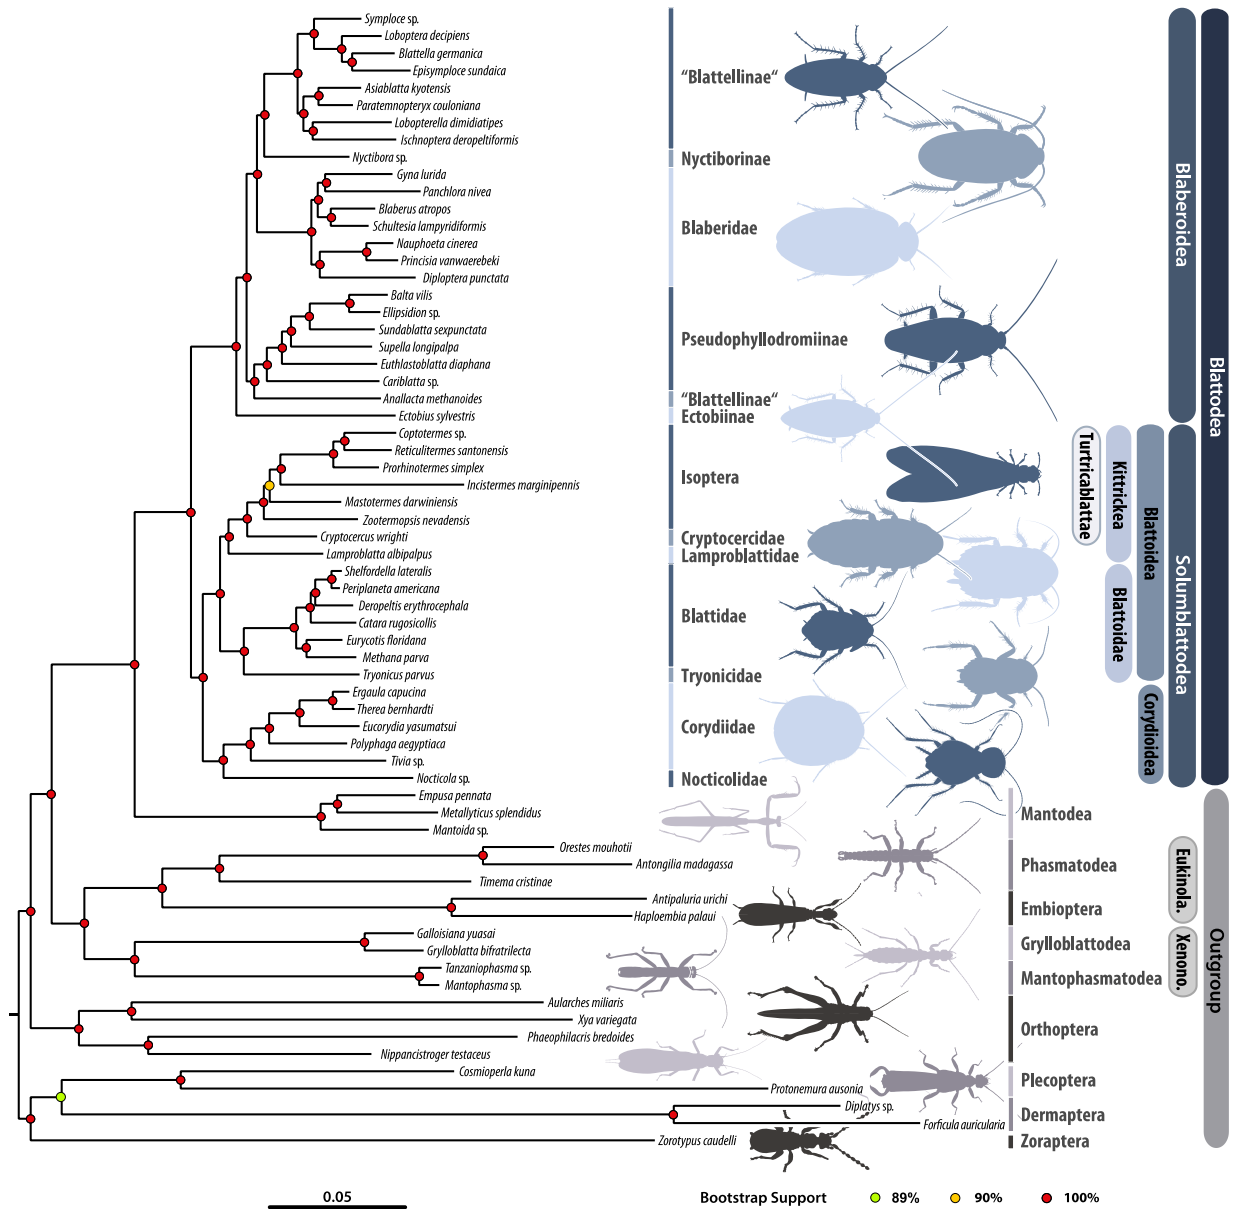 Symploce sp.
Loboptera decipiens
Blattella germanica
Episymploce sundaica
Asiablatta kyotensis
Paratemnopteryx couloniana
Lobopterella dimidiatipes
Ischnoptera deropeltiformis
Nyctibora sp.
Gyna lurida
Panchlora nivea
Blaberus atropos
Schultesia lampyridiformis
Nauphoeta cinerea
Princisia vanwaerebeki
Diploptera punctata
Balta vilis
Ellipsidion sp.
Sundablatta sexpunctata
Supella longipalpa
Euthlastoblatta diaphana
Cariblatta sp.
Anallacta methanoides
Ectobius sylvestris
Coptotermes sp.
Reticulitermes santonensis
Prorhinotermes simplex
Incistermes marginipennis
Mastotermes darwiniensis
Zootermopsis nevadensis
Cryptocercus wrighti
Lamproblatta albipalpus
Shelfordella lateralis
Periplaneta americana
Deropeltis erythrocephala
Catara rugosicollis
Eurycotis floridana
Methana parva
Tryonicus parvus
Ergaula capucina
Therea bernhardti
Eucorydia yasumatsui
Polyphaga aegyptiaca
Tivia sp.
Nocticola sp.
Empusa pennata
Metallyticus splendidus
Mantoida sp.
Orestes mouhotii
Antongilia madagassa
Timema cristinae
Antipaluria urichi
Haploembia palaui
Galloisiana yuasai
Grylloblatta bifratrilecta
Tanzaniophasma sp.
Mantophasma sp.
Aularches miliaris
Xya variegata
Phaeophilacris bredoides
Nippancistroger testaceus
Cosmioperla kuna
Protonemura ausonia
Diplatys sp.
Forficula auricularia
Zorotypus caudelli
“Blattellinae“
Nyctiborinae
Blaberidae
Pseudophyllodromiinae
“Blattellinae“
Ectobiinae
Isoptera
Cryptocercidae
Lamproblattidae
Blattidae
Tryonicidae
Corydiidae
Nocticolidae
Mantodea
Phasmatodea
Embioptera
Grylloblattodea
Mantophasmatodea
Orthoptera
Plecoptera
Dermaptera
Zoraptera
Turtricablattae
Kittrickea
Blattoidae
Blattoidea
Corydioidea
Blaberoidea
Solumblattodea
Blattodea
Eukinola.
Xenono.
Outgroup
0.05
Bootstrap Support
89%
90%
100%